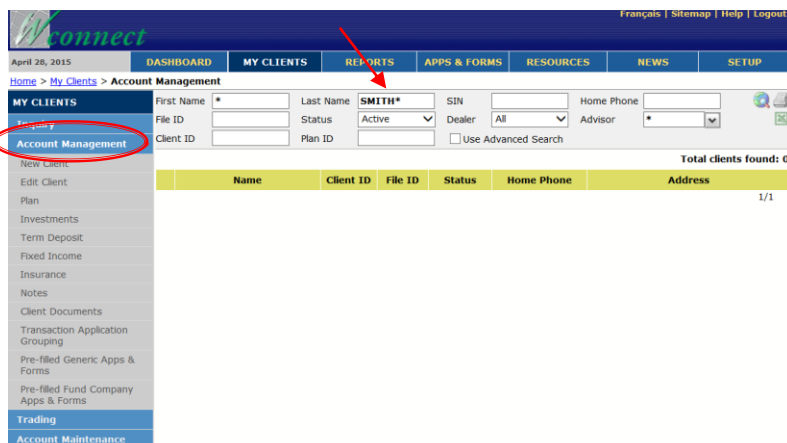 Français | Sitemap | Help | Logout
Wconnect
April 28, 2015 DASHBOARD MY CLIENTS REPORTS APPS & FORMS RESOURCES NEWS SETUP
Home > My Clients > Account Management
MY CLIENTS
Inquiry
Account Management
New Client
Edit Client
Plan
Investments
Term Deposit
Fixed Income
Insurance
Notes
Client Documents
Transaction Application
Grouping
Pre-filled Generic Apps &
Forms
Pre-filled Fund Company
Apps & Forms
Trading
Account Maintenance
First Name * Last Name SMITH* SIN Home Phone
File ID Status Active Dealer All Advisor *
Client ID Plan ID Use Advanced Search
Total clients found: 0
Name Client ID File ID Status Home Phone Address
1/1